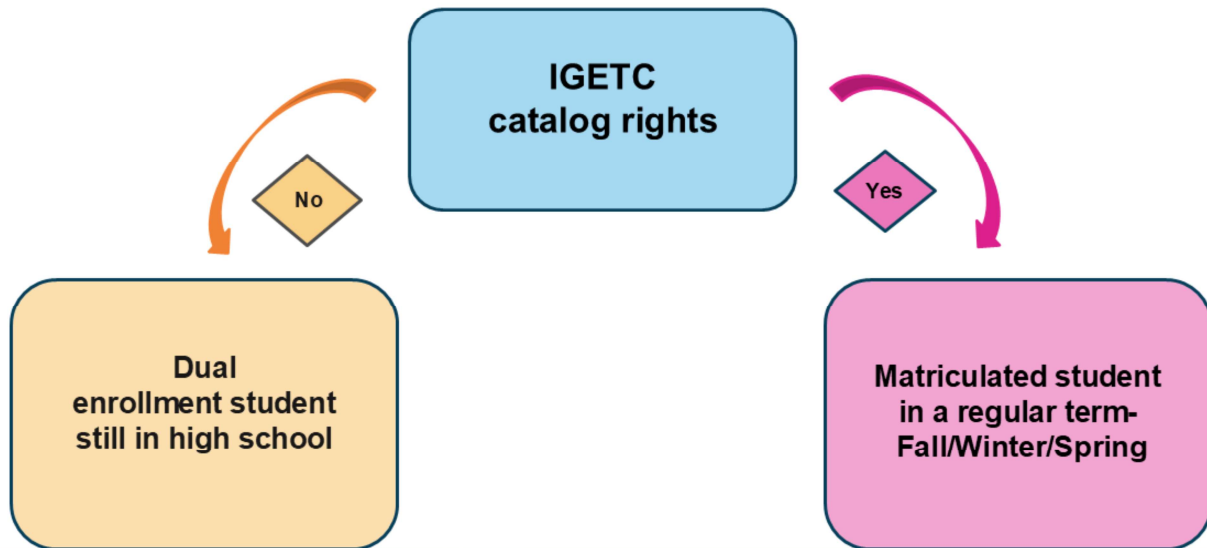 IGETC
catalog rights
No
Yes
Dual
enrollment student
still in high school
Matriculated student
in a regular term-
Fall/Winter/Spring